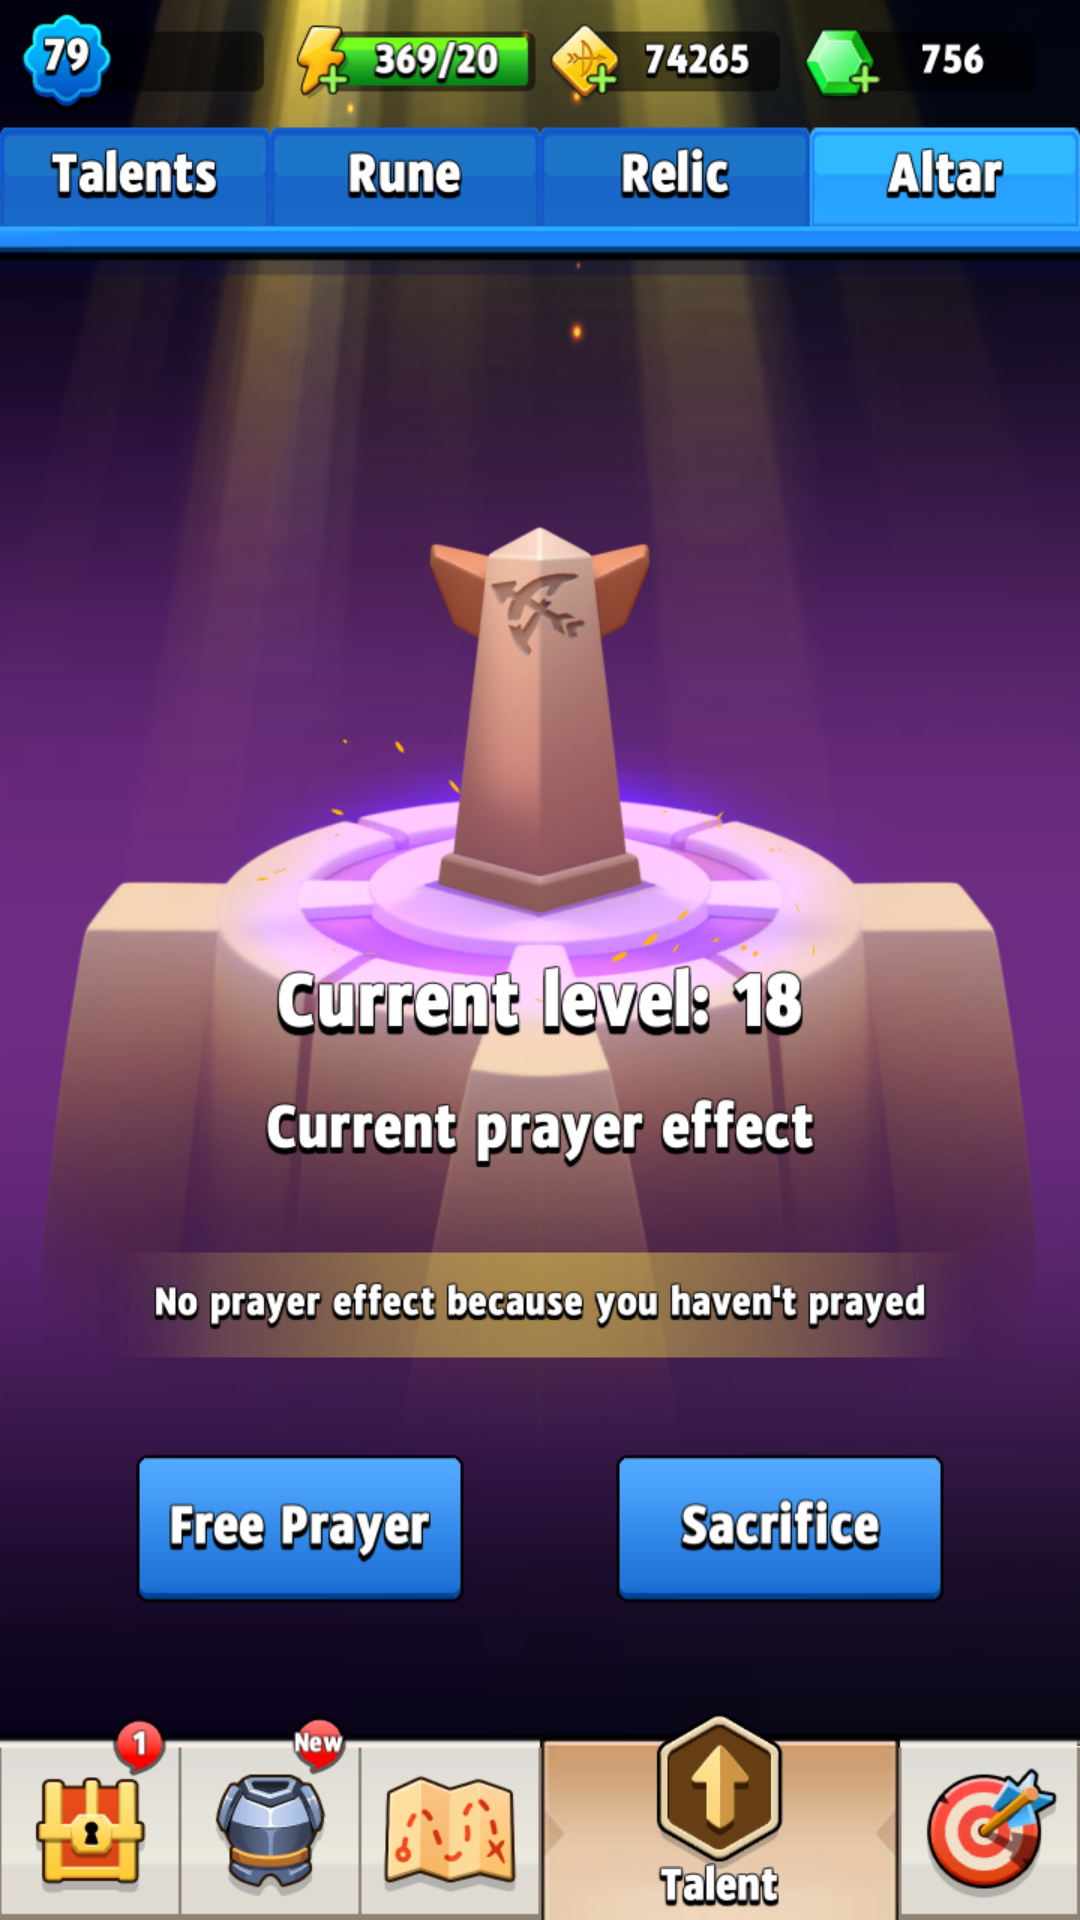 79
369/20
74265
756
Talents
Rune
Relic
Altar
Current level: 18
Current prayer effect
No prayer effect because you haven't prayed
Free Prayer
Sacrifice
1
New
Talent